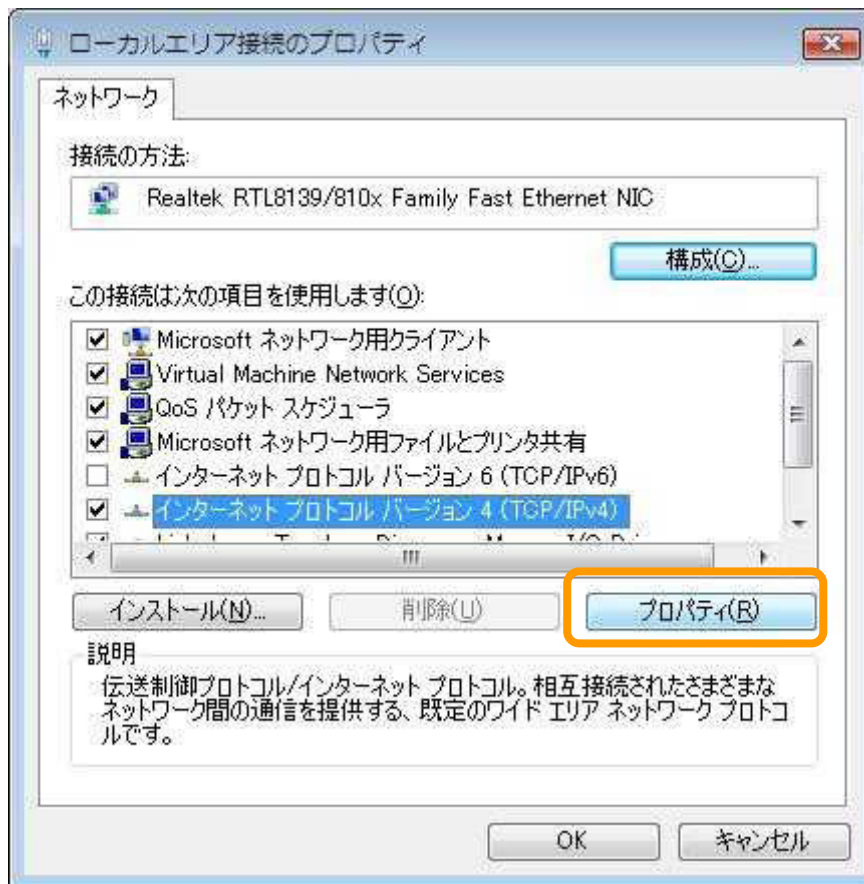 ローカルエリア接続のプロパティ
ネットワーク
接続の方法:
Realtek RTL8139/810x Family Fast Ethernet NIC
構成(C)...
この接続は次の項目を使用します(O):
Microsoft ネットワーク用クライアント
Virtual Machine Network Services
QoS パケット スケジューラ
Microsoft ネットワーク用ファイルとプリンタ共有
インターネット プロトコル バージョン 6 (TCP/IPv6)
インターネット プロトコル バージョン 4 (TCP/IPv4)
インストール(N)...
削除(U)
プロパティ(R)
説明
伝送制御プロトコル/インターネット プロトコル。相互接続されたさまざまな
ネットワーク間の通信を提供する、既定のワイド エリア ネットワーク プロトコ
ルです。
OK
キャンセル